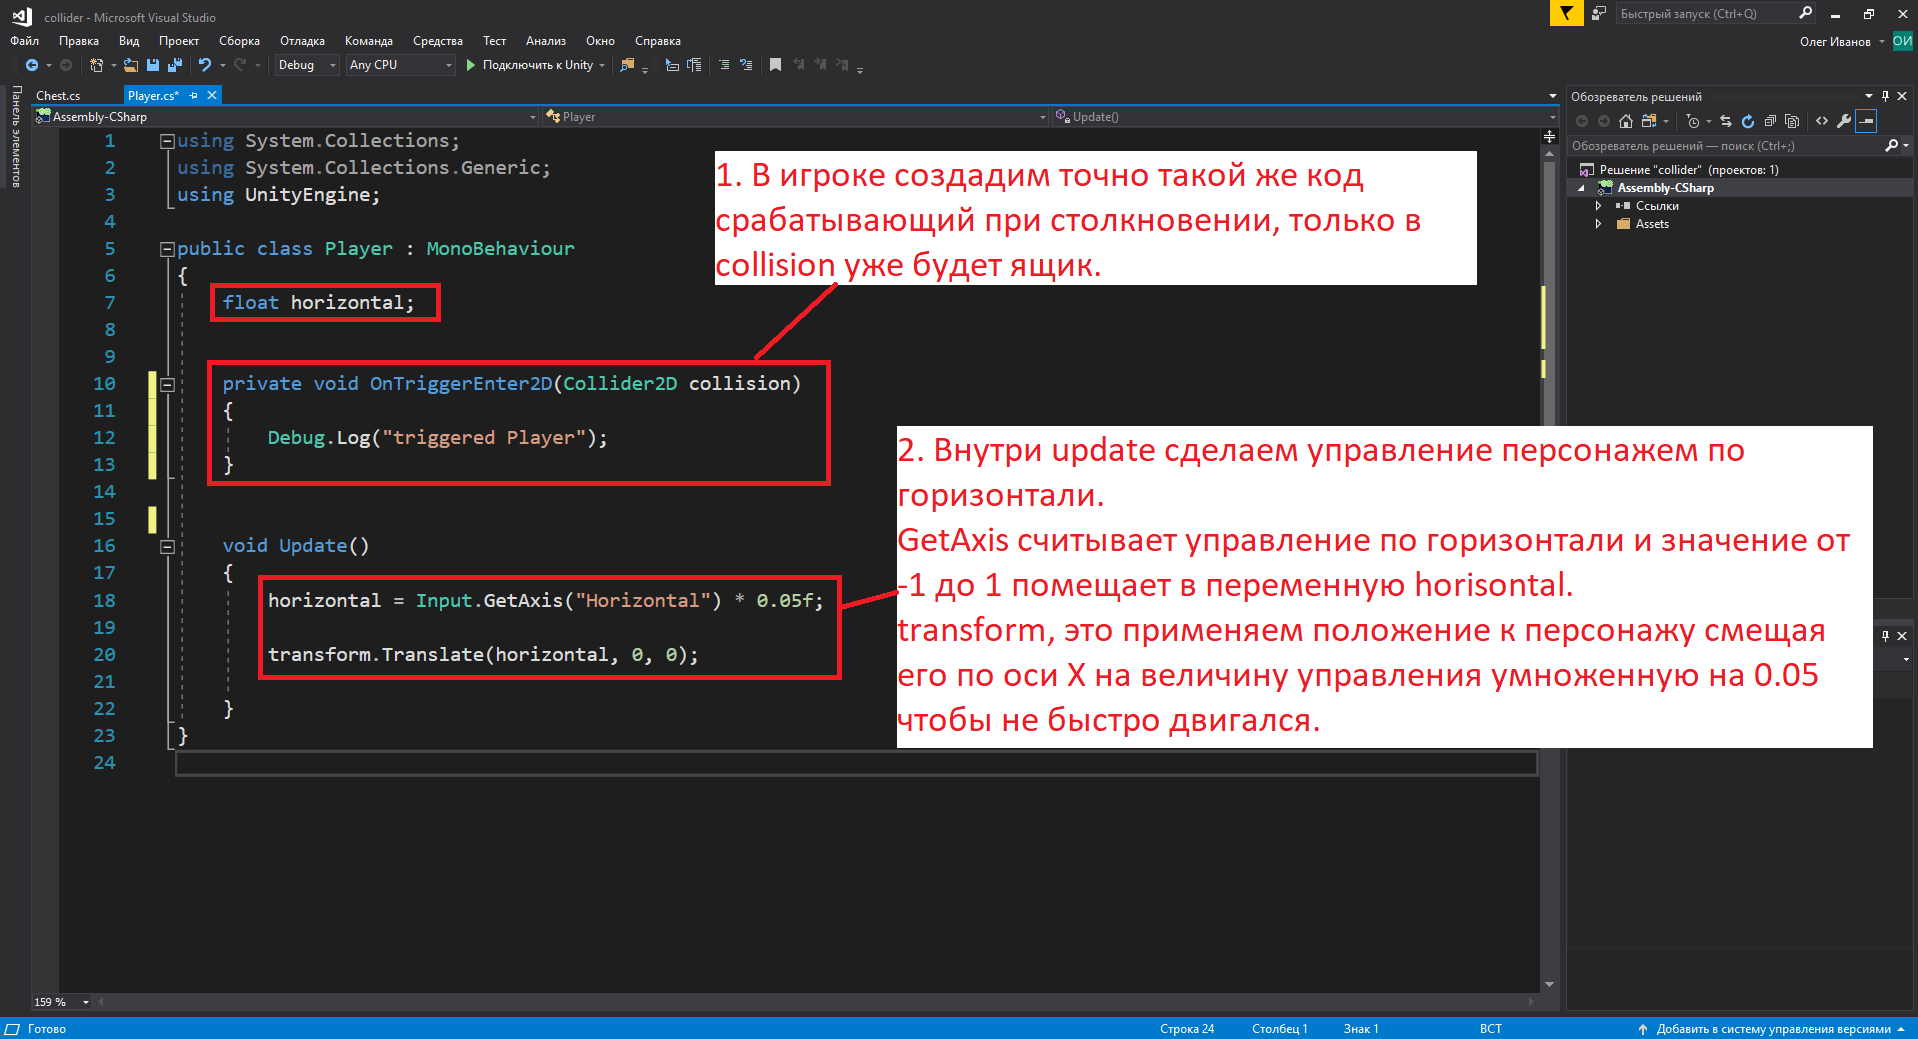 collider - Microsoft Visual Studio
Быстрый запуск (Ctrl+Q)
Файл Правка Вид Проект Сборка Отладка Команда Средства Тест Анализ Окно Справка
Олег Иванов ОИ
Debug Any CPU Подключить к Unity
Панель элементов
Chest.cs Player.cs*
Assembly-CSharp Player Update()
1 using System.Collections;
2 using System.Collections.Generic;
3 using UnityEngine;
4
5 public class Player : MonoBehaviour
6 {
7 float horizontal;
8
9
10 private void OnTriggerEnter2D(Collider2D collision)
11 {
12 Debug.Log("triggered Player");
13 }
14
15
16 void Update()
17 {
18 horizontal = Input.GetAxis("Horizontal") * 0.05f;
19
20 transform.Translate(horizontal, 0, 0);
21
22 }
23 }
24
1. В игроке создадим точно такой же код
срабатывающий при столкновении, только в
collision уже будет ящик.
2. Внутри update сделаем управление персонажем по
горизонтали.
GetAxis считывает управление по горизонтали и значение от
-1 до 1 помещает в переменную horisontal.
transform, это применяем положение к персонажу смещая
его по оси X на величину управления умноженную на 0.05
чтобы не быстро двигался.
Обозреватель решений
Обозреватель решений — поиск (Ctrl+;)
Решение "collider" (проектов: 1)
Assembly-CSharp
Ссылки
Assets
159 %
Готово
Строка 24 Столбец 1 Знак 1 ВСТ Добавить в систему управления версиями